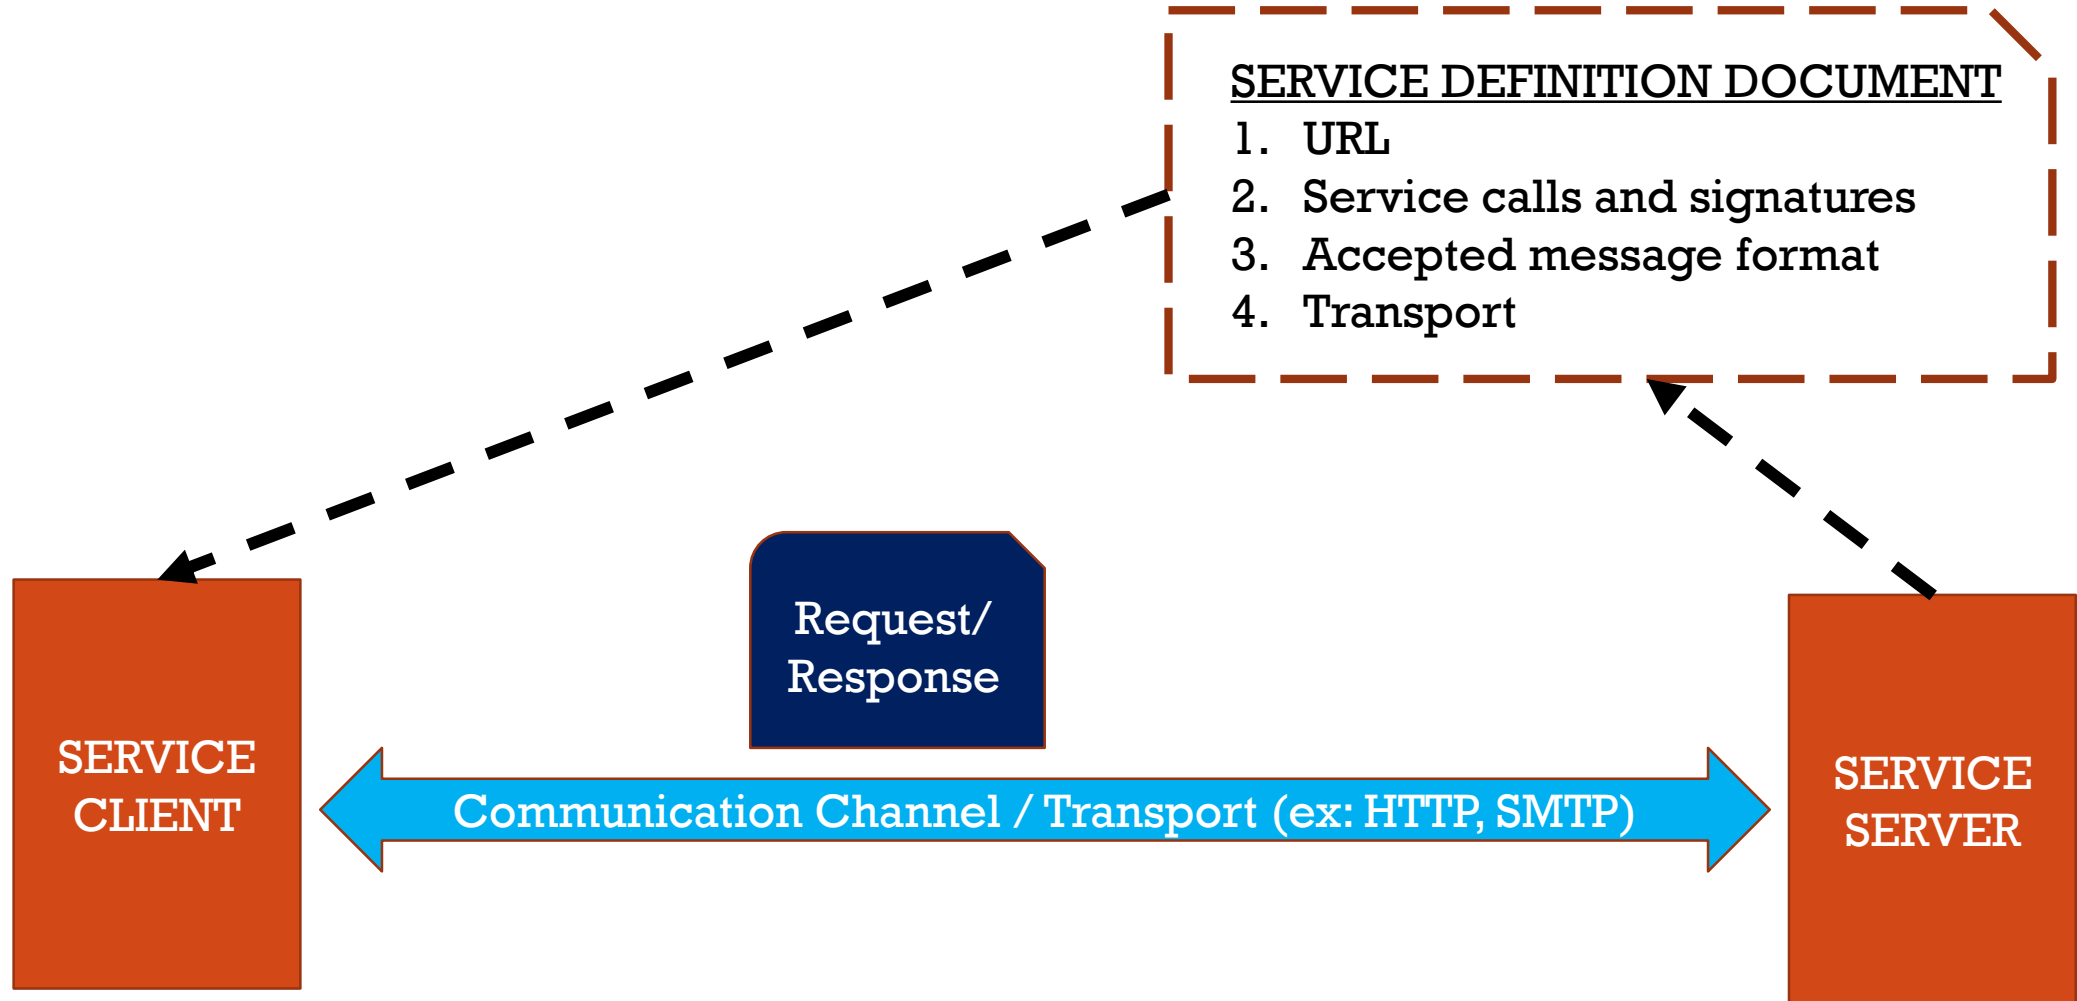 SERVICE DEFINITION DOCUMENT
1. URL
2. Service calls and signatures
3. Accepted message format
4. Transport
Request/
Response
SERVICE
CLIENT
Communication Channel / Transport (ex: HTTP, SMTP)
SERVICE
SERVER